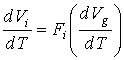 dV_i/dT = F_i(dV_g/dT)